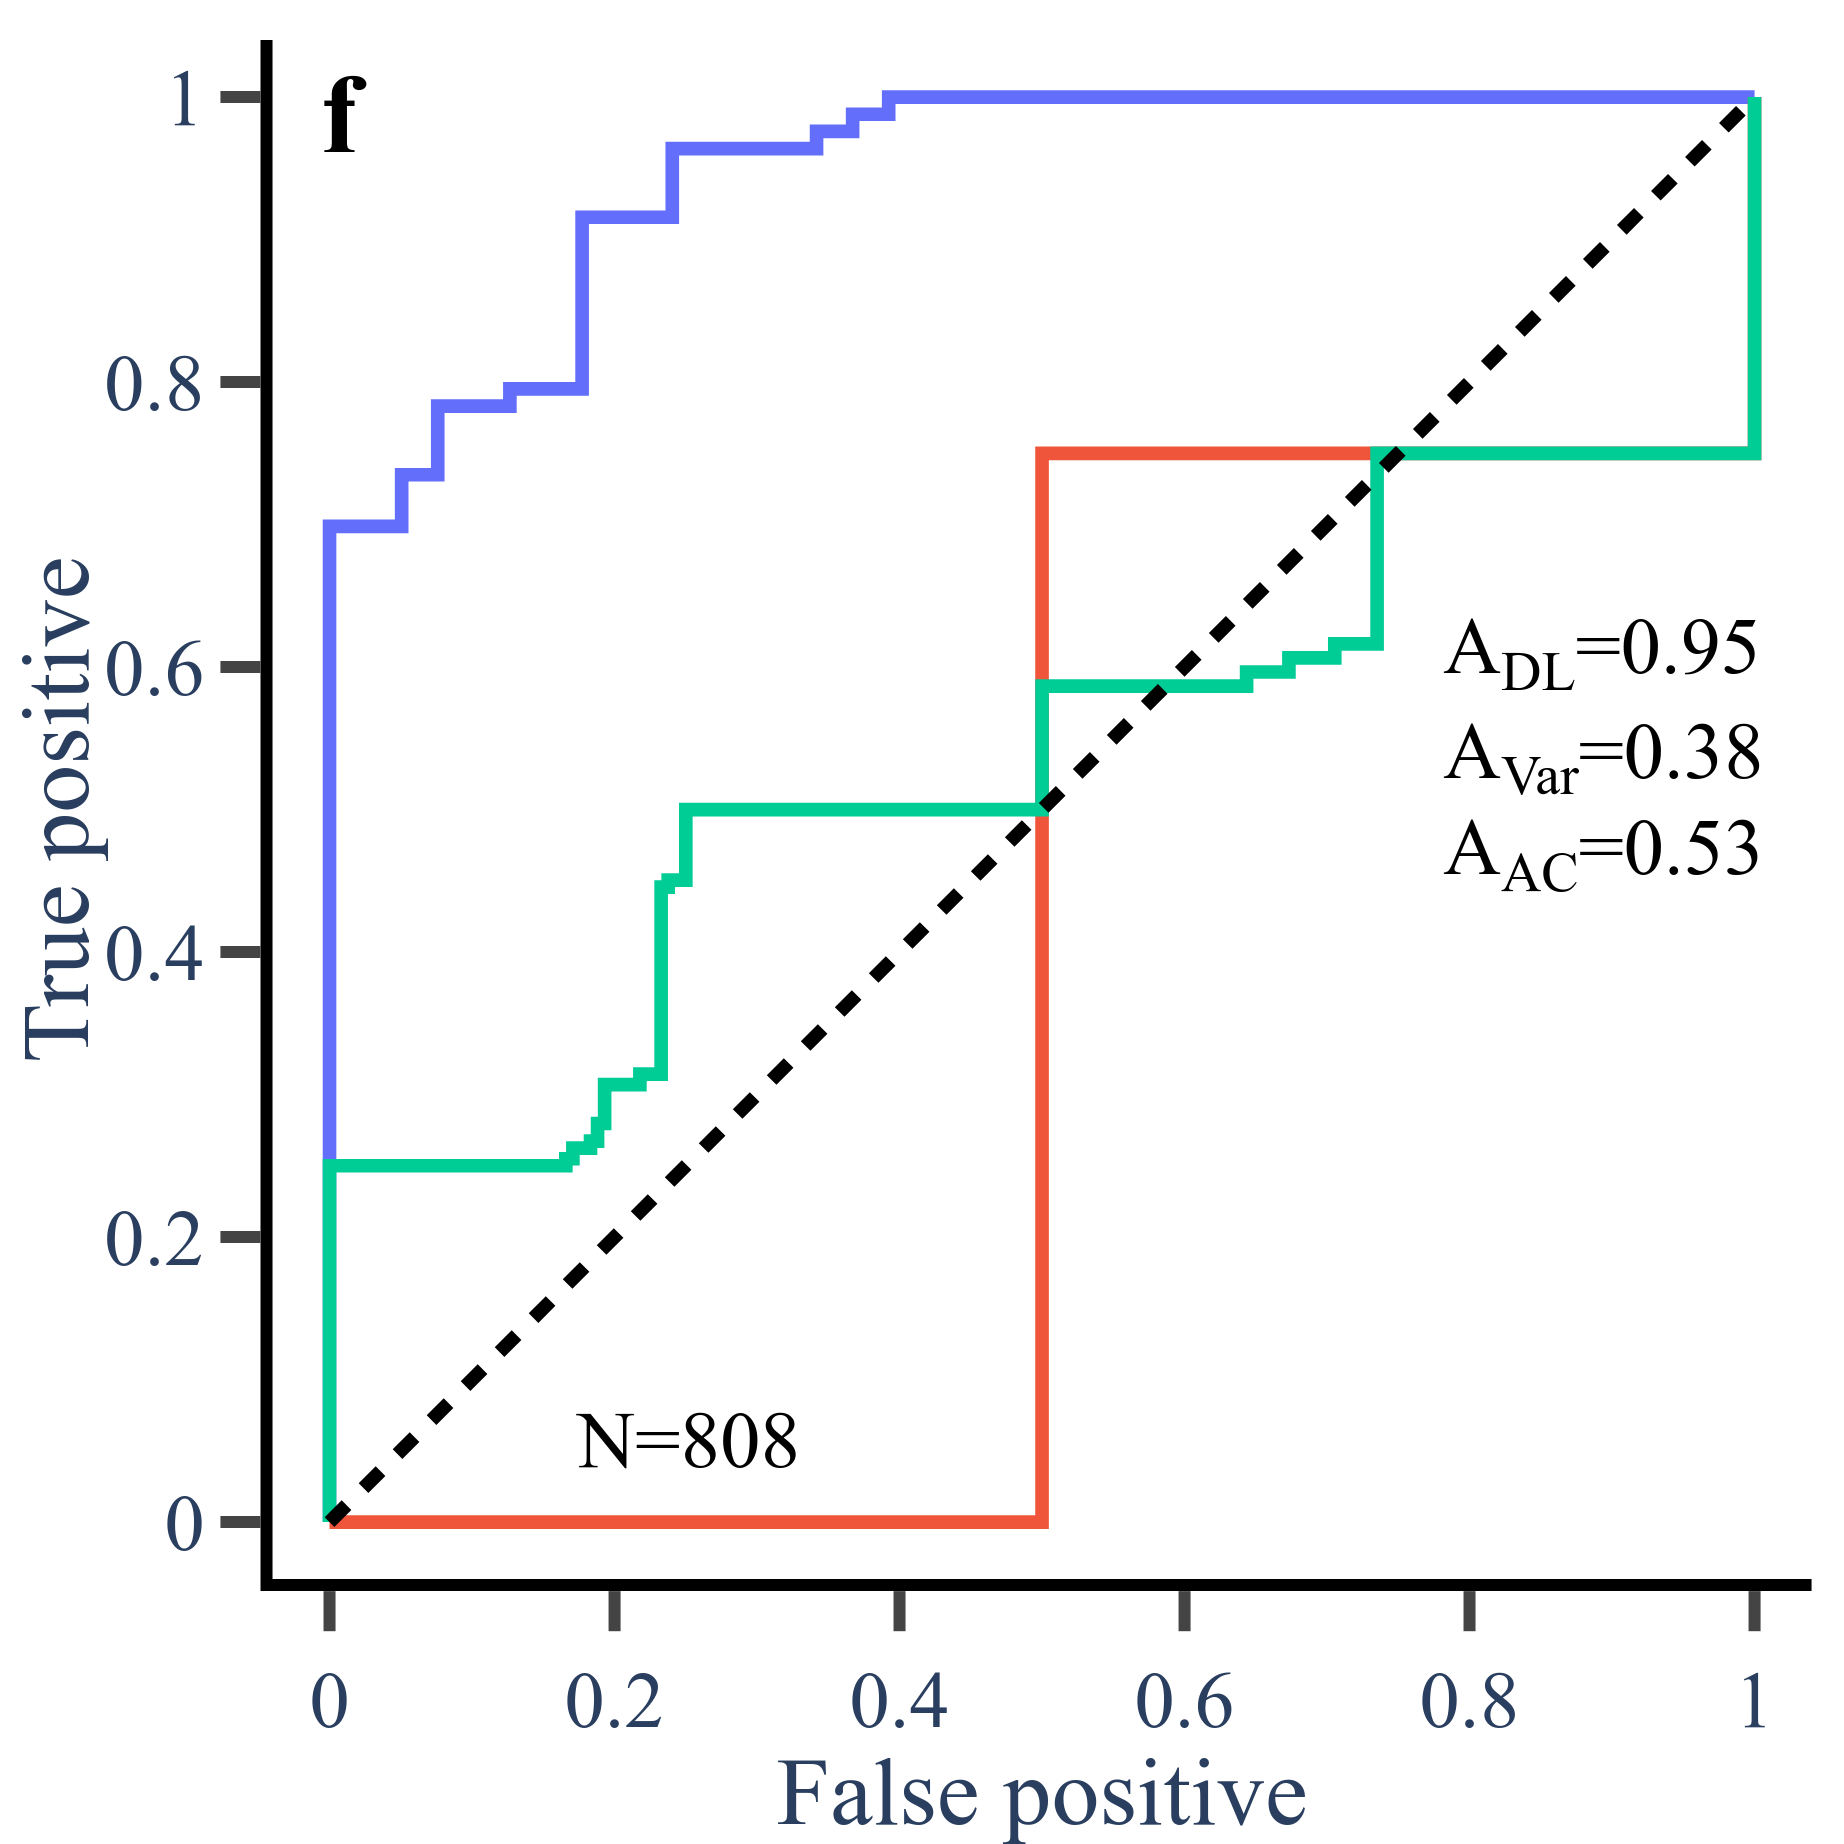 f
1
0.8
0.6
0.4
0.2
0
True positive
A_DL=0.95
A_Var=0.38
A_AC=0.53
N=808
0 0.2 0.4 0.6 0.8 1
False positive